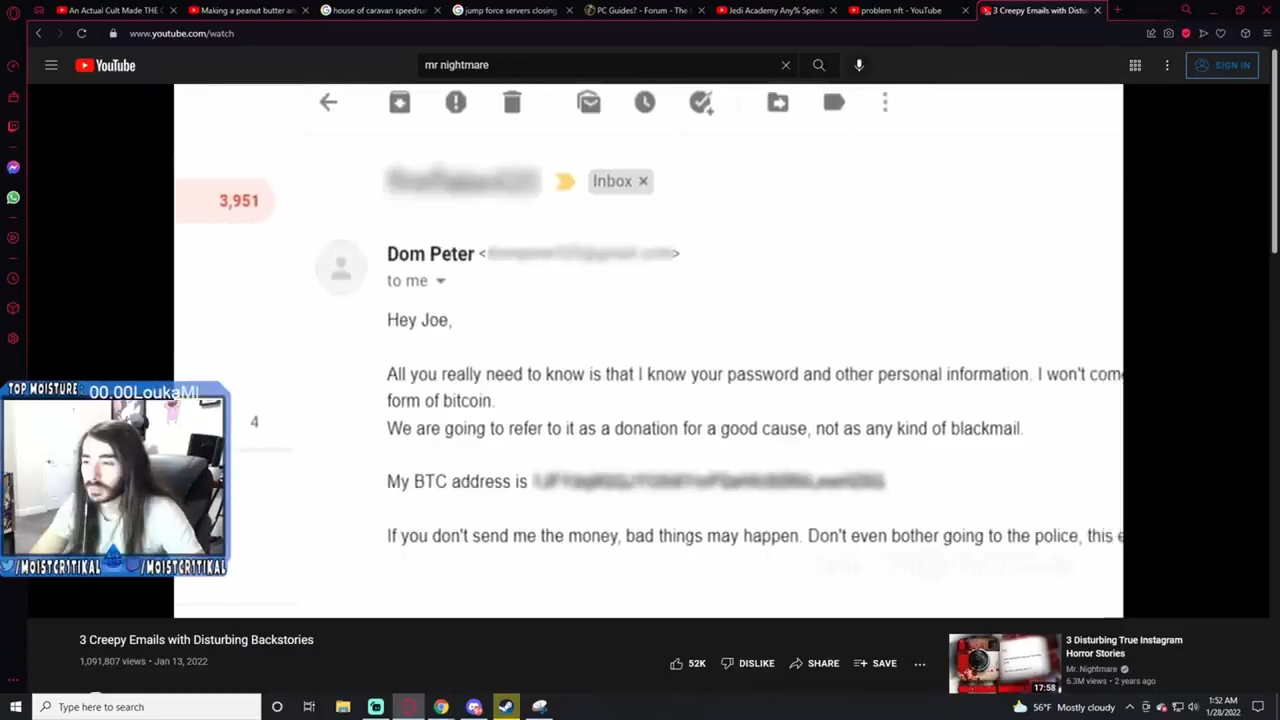 An Actual Cult Made THE C
Making a peanut butter an
house of caravan speedrun
jump force servers closing
PC Guides? - Forum - The
Jedi Academy Any% Speed
problem nft - YouTube
3 Creepy Emails with Distu
www.youtube.com/watch
YouTube
mr nightmare
SIGN IN
Inbox
3,951
Dom Peter
to me
Hey Joe,
All you really need to know is that I know your password and other personal information. I won't com
form of bitcoin.
We are going to refer to it as a donation for a good cause, not as any kind of blackmail.
4
My BTC address is
If you don't send me the money, bad things may happen. Don't even bother going to the police, this
TOP MOISTURE: 00.00LoukaMI
/MOISTCR1TIKAL /MOISTCR1TIKAL
3 Creepy Emails with Disturbing Backstories
1,091,807 views • Jan 13, 2022
52K DISLIKE SHARE SAVE
3 Disturbing True Instagram
Horror Stories
Mr. Nightmare
6.3M views • 2 years ago
17:58
Type here to search
56°F Mostly cloudy
1:52 AM
1/28/2022